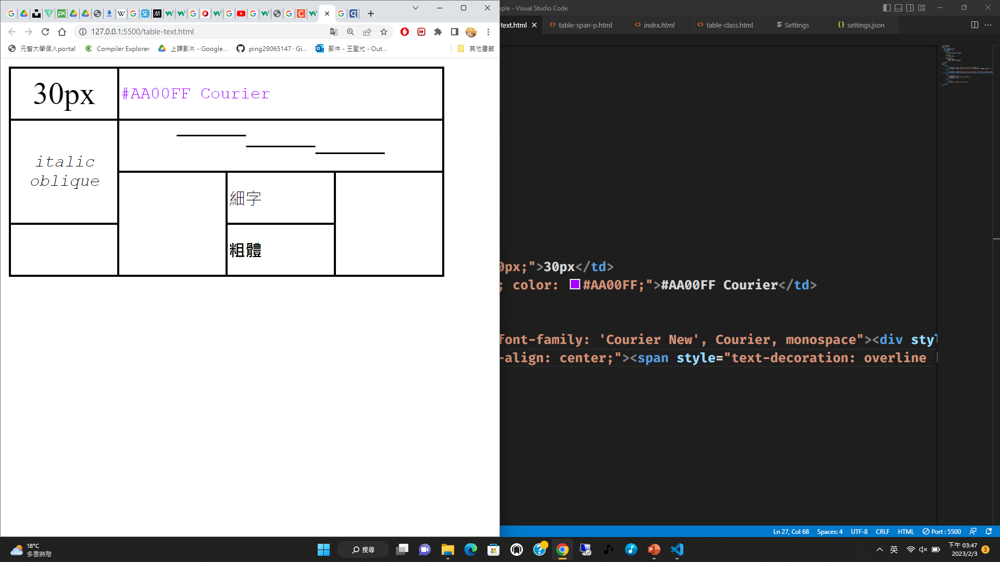 127.0.0.1:5500/table-text.html
元智大學個人portal
Compiler Explorer
上課影片 - Google...
ping29065147 · Gi...
郵件 - 王聖允 - Out...
其他書籤
30px
#AA00FF Courier
italic
oblique
細字
粗體
ple - Visual Studio Code
-text.html
table-span-p.html
index.html
table-class.html
Settings
settings.json
0px;">30px</td>
; color: #AA00FF;">#AA00FF Courier</td>
font-family: 'Courier New', Courier, monospace"><div styl
-align: center;"><span style="text-decoration: overline
Ln 27, Col 68
Spaces: 4
UTF-8
CRLF
HTML
Port : 5500
18°C
多雲時陰
搜尋
英
下午 03:47
2023/2/3
3